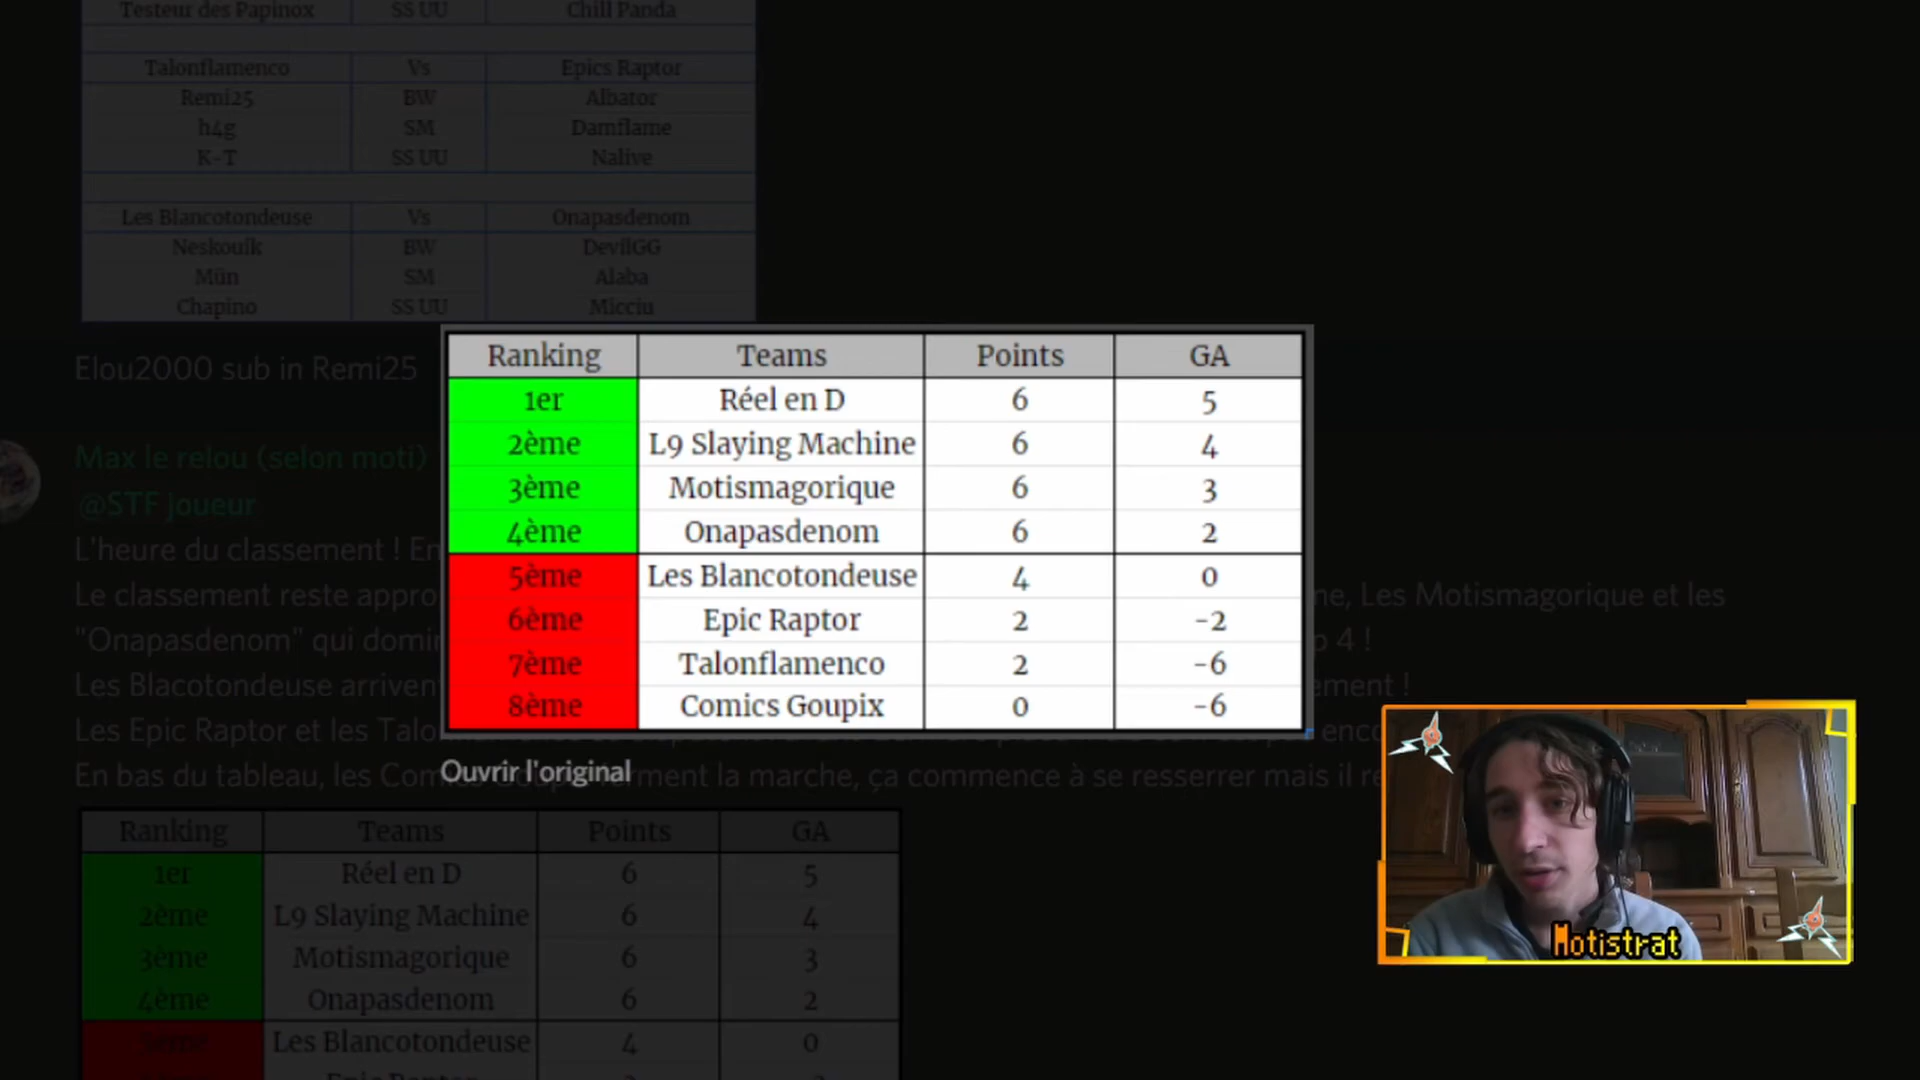 Testeur des Papinox SS UU Chill Panda
Talonflamenco Vs Epics Raptor
Remi25 BW Albator
h4g SM Damflame
K-T SS UU Nalive
Les Blancotondeuse Vs Onapasdenom
Neskouik BW DevilGG
Mün SM Alaba
Chapino SS UU Micciu
Elou2000 sub in Remi25
Ranking Teams Points GA
1er Réel en D 6 5
2ème L9 Slaying Machine 6 4
3ème Motismagorique 6 3
4ème Onapasdenom 6 2
5ème Les Blancotondeuse 4 0
6ème Epic Raptor 2 -2
7ème Talonflamenco 2 -6
8ème Comics Goupix 0 -6
Ouvrir l'original
Max le relou (selon moti)
@STF Joueur
L'heure du classement ! En
Le classement reste appro ne, Les Motismagorique et les
"Onapasdenom" qui domi p 4 !
Les Blacotondeuse arriven ement !
Les Epic Raptor et les Talo enco
En bas du tableau, les Com rment la marche, ça commence à se resserrer mais il re
Ranking Teams Points GA
1er Réel en D 6 5
2ème L9 Slaying Machine 6 4
3ème Motismagorique 6 3
4ème Onapasdenom 6 2
Les Blancotondeuse 4 0
Epic Raptor
Motistrat